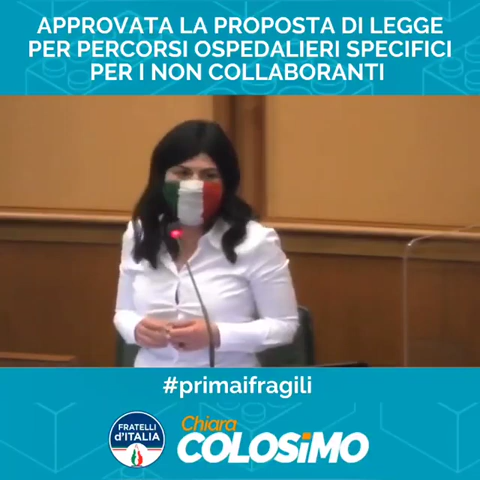 APPROVATA LA PROPOSTA DI LEGGE
PER PERCORSI OSPEDALIERI SPECIFICI
PER I NON COLLABORANTI
#primaifragili
FRATELLI
d'ITALIA
Chiara
COLOSiMO